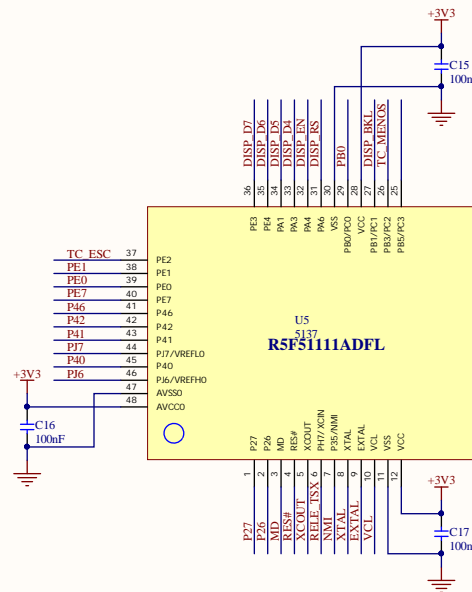 +3V3
C15
100n
DISP_D7
DISP_D6
DISP_D5
DISP_D4
DISP_EN
DISP_RS
PB0
DISP_BKL
TC_MENOS
36
35
34
33
32
31
30
29
28
27
26
25
PE3
PE4
PA1
PA3
PA4
PA6
VSS
PB0/PC0
VCC
PB1/PC1
PB3/PC2
PB5/PC3
TC_ESC 37 PE2
PE1 38 PE1
PE0 39 PE0
PE7 40 PE7
P46 41 P46
P42 42 P42
P41 43 P41
PJ7 44 PJ7/VREFL0
P40 45 P40
PJ6 46 PJ6/VREFH0
47 AVSS0
48 AVCC0
U5
5137
R5F51111ADFL
+3V3
C16
100nF
P27
P26
MD
RES#
XCOUT
PH7/XCIN
P35/NMI
XTAL
EXTAL
VCL
VSS
VCC
1
2
3
4
5
6
7
8
9
10
11
12
P27
P26
MD
RES#
XCOUT
RELE_TSX
NMI
XTAL
EXTAL
VCL
+3V3
C17
100n